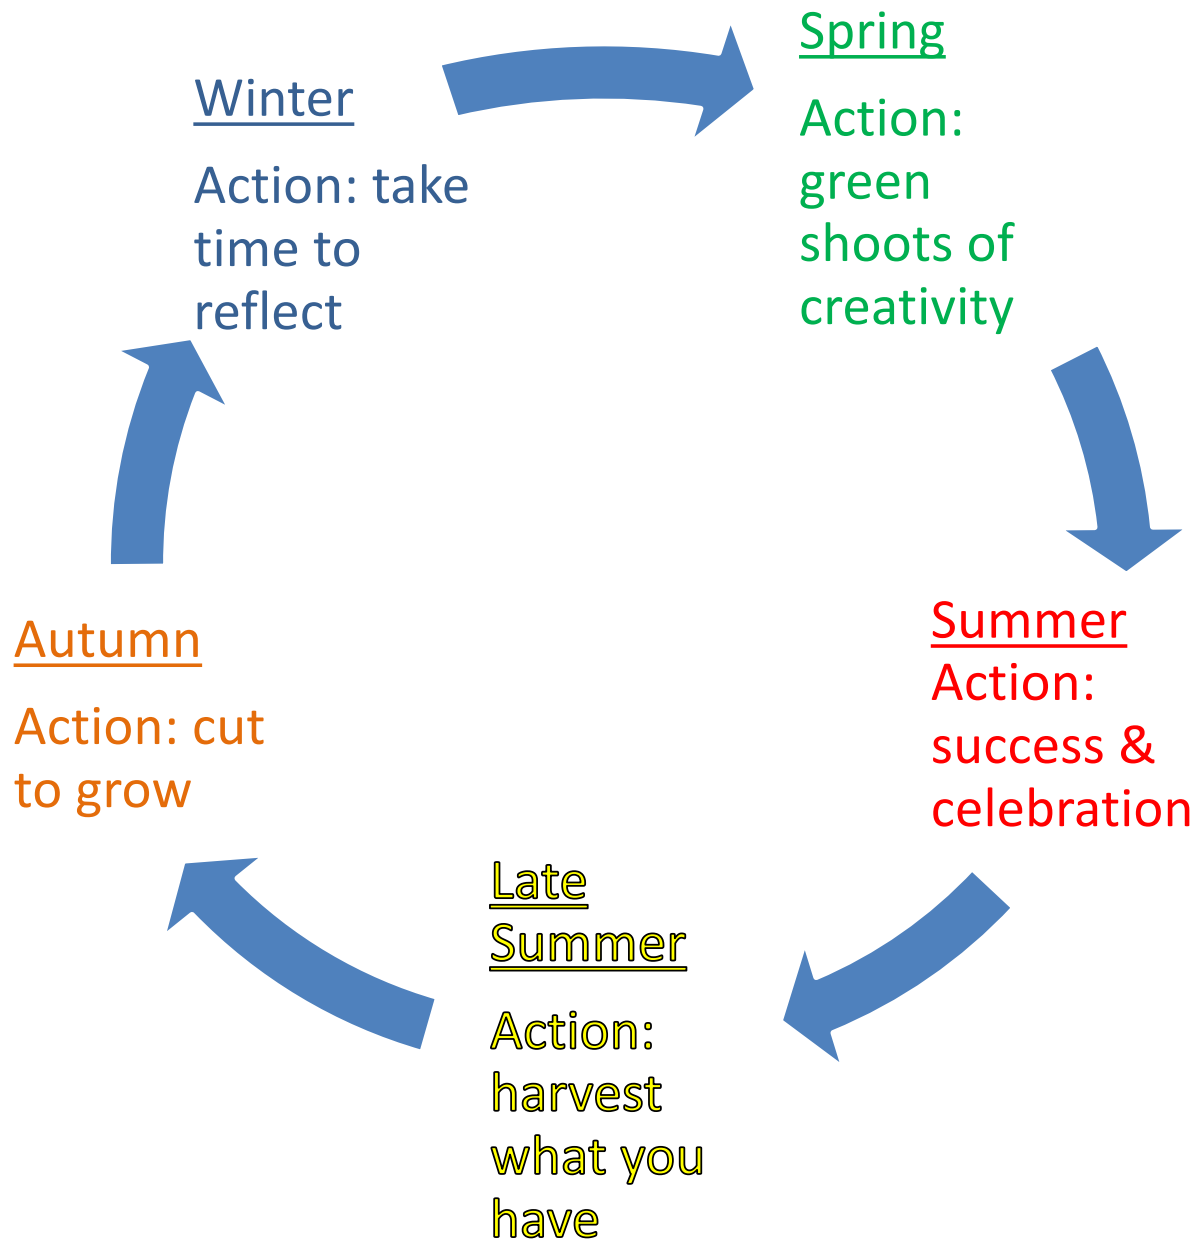 Spring
Action:
green
shoots of
creativity
Summer
Action:
success &
celebration
Late
Summer
Action:
harvest
what you
have
Autumn
Action: cut
to grow
Winter
Action: take
time to
reflect